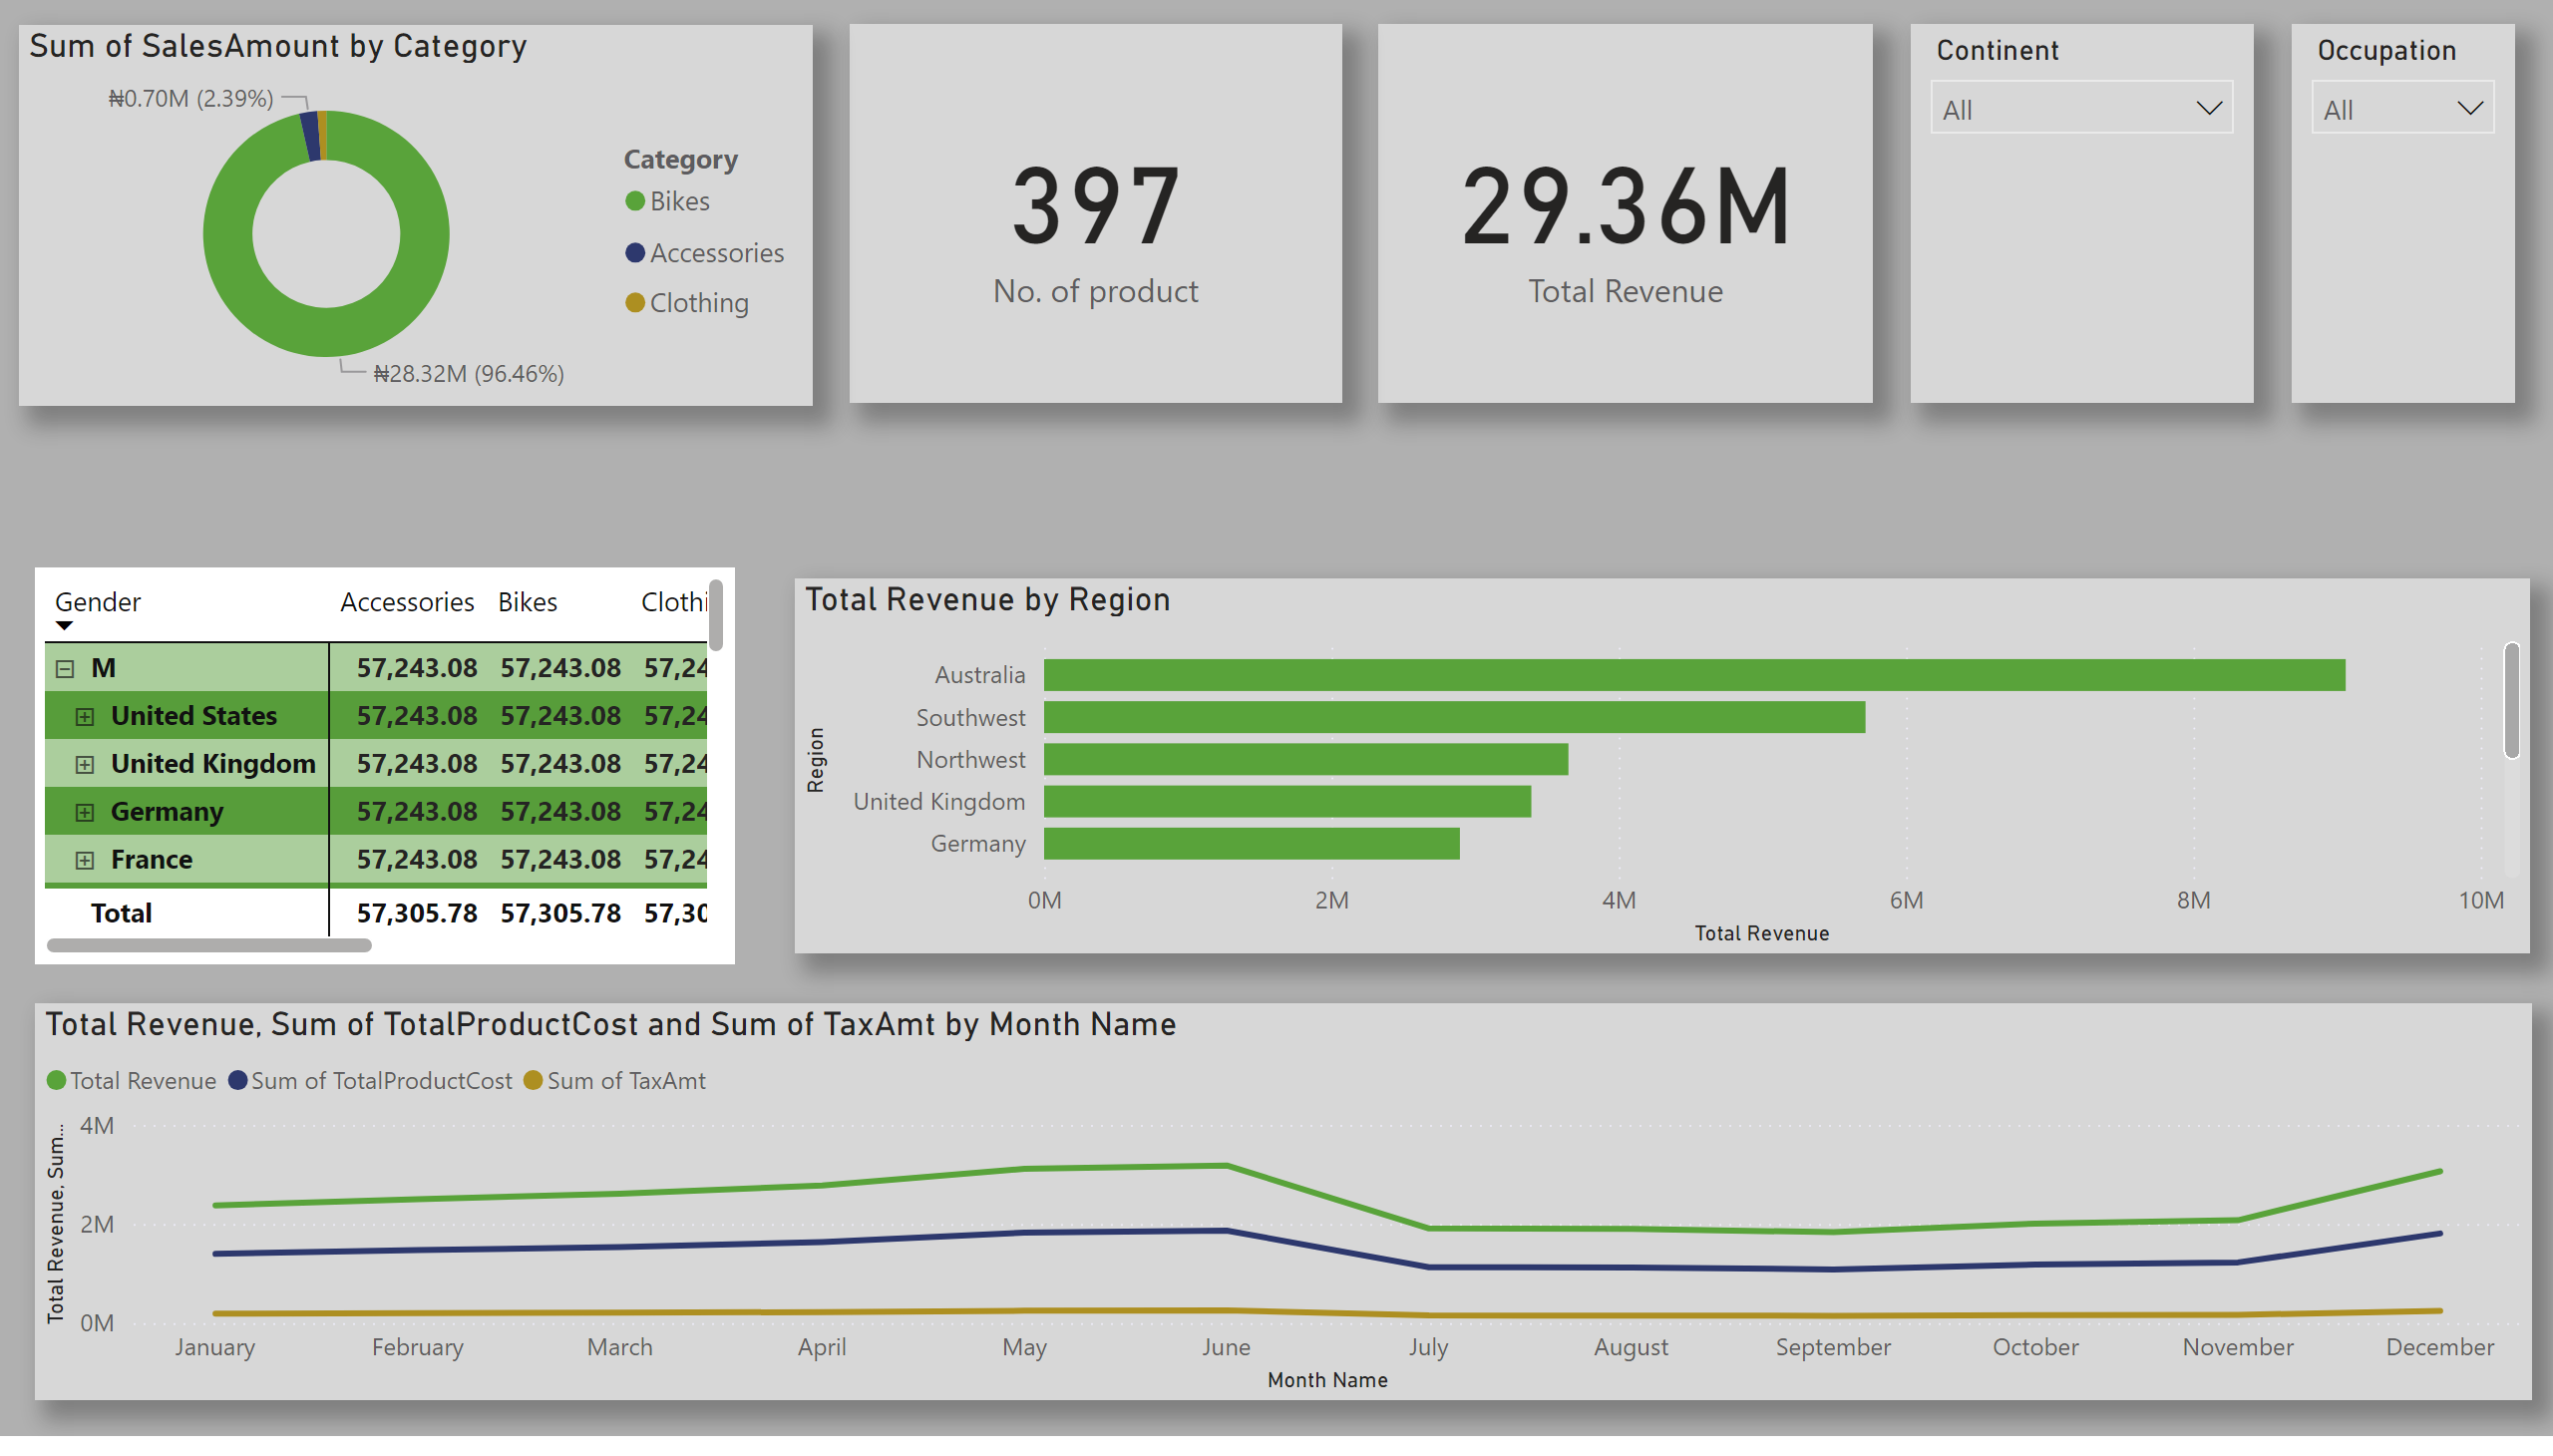 Sum of SalesAmount by Category
₦0.70M (2.39%)
₦28.32M (96.46%)
Category
Bikes
Accessories
Clothing
397
No. of product
29.36M
Total Revenue
Continent
All
Occupation
All
Gender Accessories Bikes Clothi
M 57,243.08 57,243.08 57,24
United States 57,243.08 57,243.08 57,24
United Kingdom 57,243.08 57,243.08 57,24
Germany 57,243.08 57,243.08 57,24
France 57,243.08 57,243.08 57,24
Total 57,305.78 57,305.78 57,30
Total Revenue by Region
Region
Australia
Southwest
Northwest
United Kingdom
Germany
0M 2M 4M 6M 8M 10M
Total Revenue
Total Revenue, Sum of TotalProductCost and Sum of TaxAmt by Month Name
Total Revenue Sum of TotalProductCost Sum of TaxAmt
Total Revenue, Sum...
4M
2M
0M
January February March April May June July August September October November December
Month Name